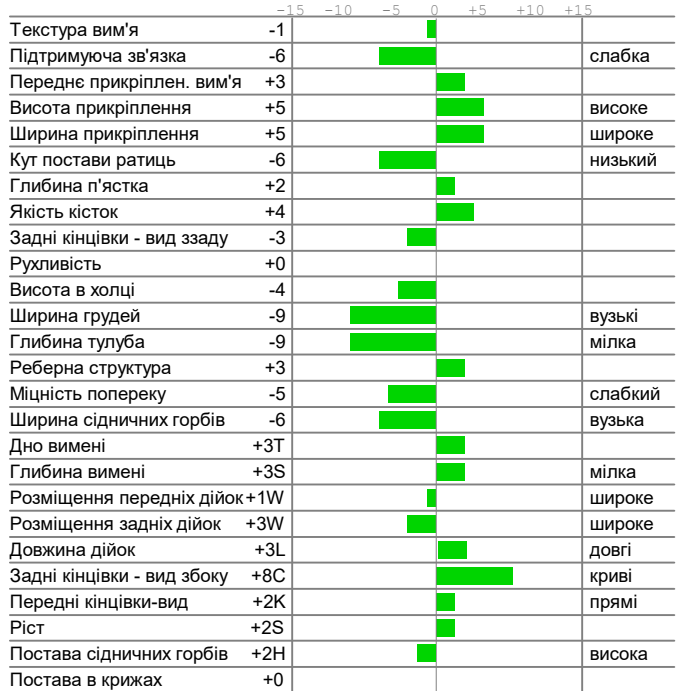 -15 -10 -5 0 +5 +10 +15
Текстура вим'я -1
Підтримуюча зв'язка -6 слабка
Переднє прикріплен. вим'я +3
Висота прикріплення +5 високе
Ширина прикріплення +5 широке
Кут постави ратиць -6 низький
Глибина п'ястка +2
Якість кісток +4
Задні кінцівки - вид ззаду -3
Рухливість +0
Висота в холці -4
Ширина грудей -9 вузькі
Глибина тулуба -9 мілка
Реберна структура +3
Міцність попереку -5 слабкий
Ширина сідничних горбів -6 вузька
Дно вимені +3T
Глибина вимені +3S мілка
Розміщення передніх дійок +1W широке
Розміщення задніх дійок +3W широке
Довжина дійок +3L довгі
Задні кінцівки - вид збоку +8C криві
Передні кінцівки-вид +2K прямі
Ріст +2S
Постава сідничних горбів +2H висока
Постава в крижах +0